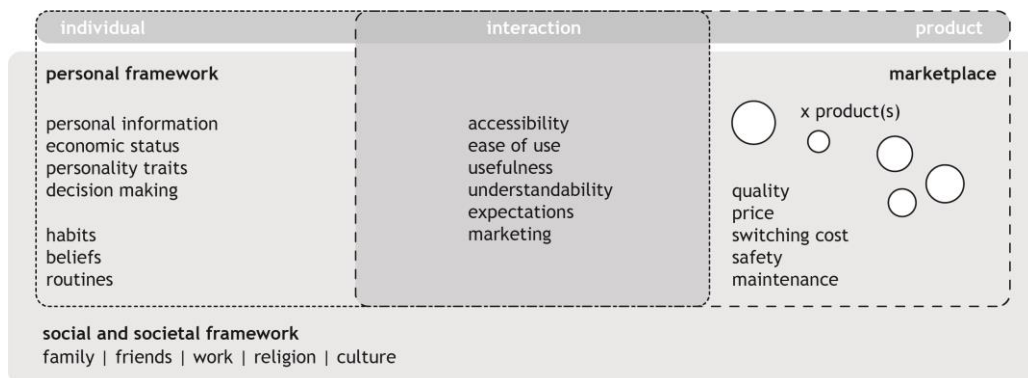 individual
interaction
product
personal framework
marketplace
personal information
economic status
personality traits
decision making
habits
beliefs
routines
accessibility
ease of use
usefulness
understandability
expectations
marketing
x product(s)
quality
price
switching cost
safety
maintenance
social and societal framework
family | friends | work | religion | culture